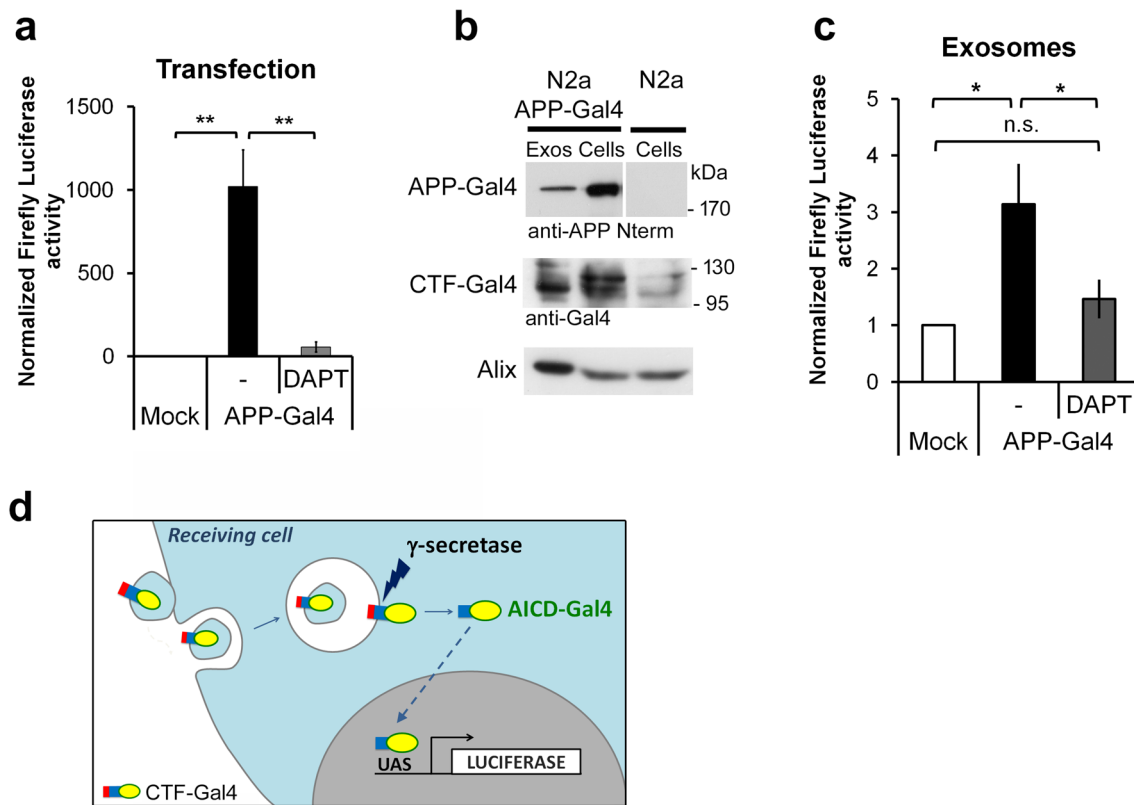 a
Transfection
Normalized Firefly Luciferase
activity
1500
1000
500
0
**
**
-
DAPT
Mock
APP-Gal4
b
N2a
APP-Gal4
N2a
Exos Cells
Cells
APP-Gal4
kDa
- 170
anti-APP Nterm
CTF-Gal4
- 130
- 95
anti-Gal4
Alix
c
Exosomes
Normalized Firefly Luciferase
activity
5
4
3
2
1
0
*
*
n.s.
-
DAPT
Mock
APP-Gal4
d
Receiving cell
γ-secretase
AICD-Gal4
UAS
LUCIFERASE
CTF-Gal4